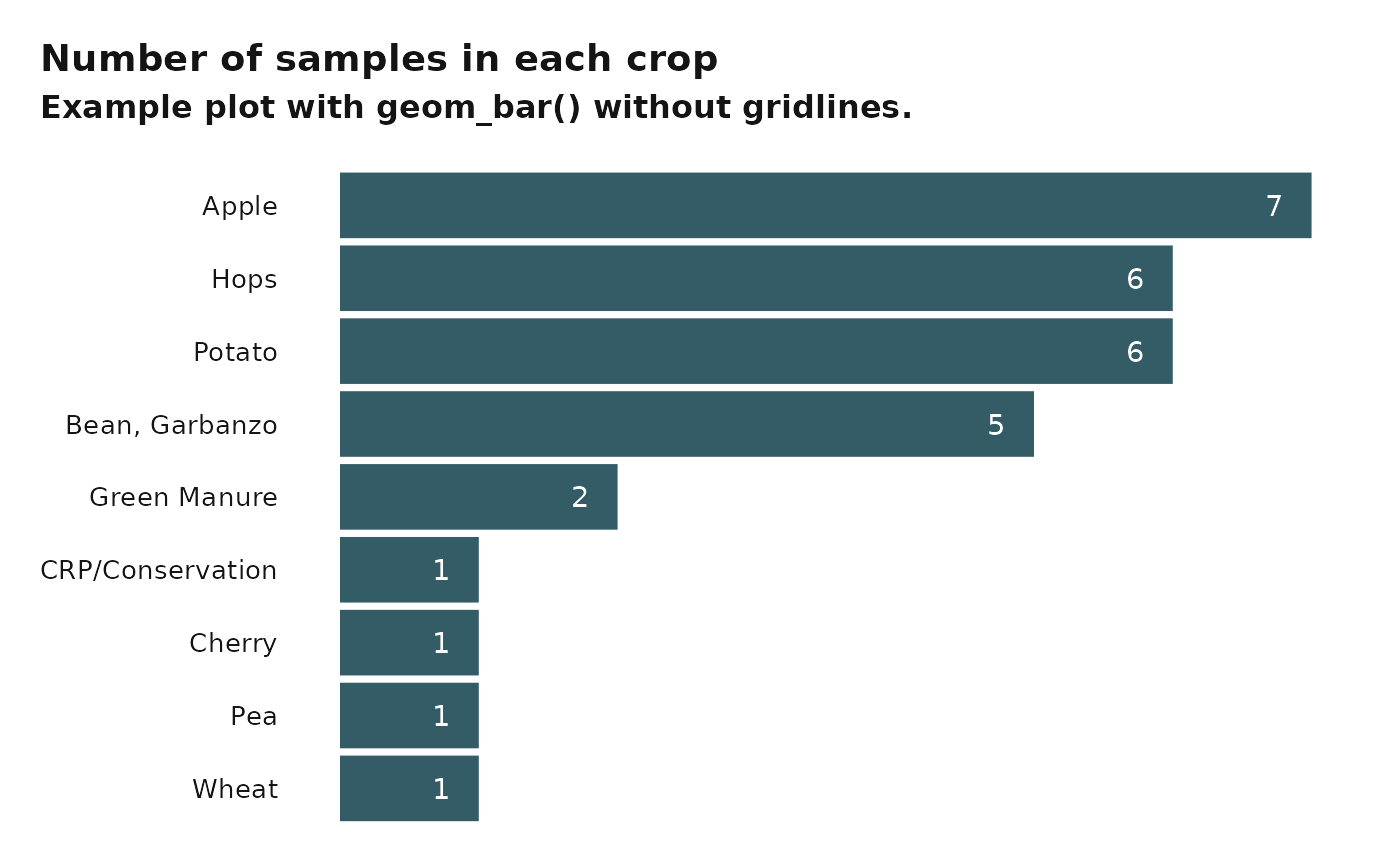 Number of samples in each crop
Example plot with geom_bar() without gridlines.
Apple 7
Hops 6
Potato 6
Bean, Garbanzo 5
Green Manure 2
CRP/Conservation 1
Cherry 1
Pea 1
Wheat 1